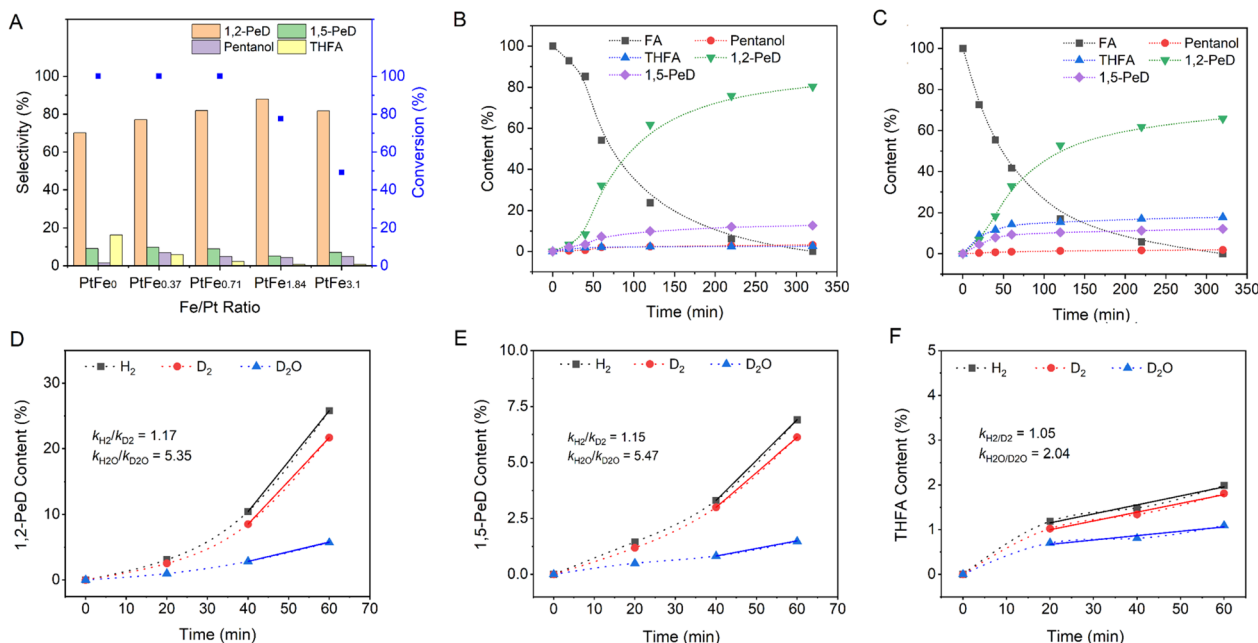 A
1,2-PeD 1,5-PeD
Pentanol THFA
100
80
60
40
20
0
Selectivity (%)
100
80
60
40
20
0
Conversion (%)
PtFe0 PtFe0.37 PtFe0.71 PtFe1.84 PtFe3.1
Fe/Pt Ratio
B
FA Pentanol
THFA 1,2-PeD
1,5-PeD
100
80
60
40
20
0
Content (%)
0 50 100 150 200 250 300 350
Time (min)
C
FA Pentanol
THFA 1,2-PeD
1,5-PeD
100
80
60
40
20
0
Content (%)
0 50 100 150 200 250 300 350
Time (min)
D
H2 D2 D2O
kH2/kD2 = 1.17
kH2O/kD2O = 5.35
30
20
10
0
1,2-PeD Content (%)
0 10 20 30 40 50 60 70
Time (min)
E
H2 D2 D2O
kH2/kD2 = 1.15
kH2O/kD2O = 5.47
10.0
7.5
5.0
2.5
0.0
1,5-PeD Content (%)
0 10 20 30 40 50 60 70
Time (min)
F
H2 D2 D2O
kH2/D2 = 1.05
kH2O/D2O = 2.04
5
4
3
2
1
0
THFA Content (%)
0 10 20 30 40 50 60
Time (min)